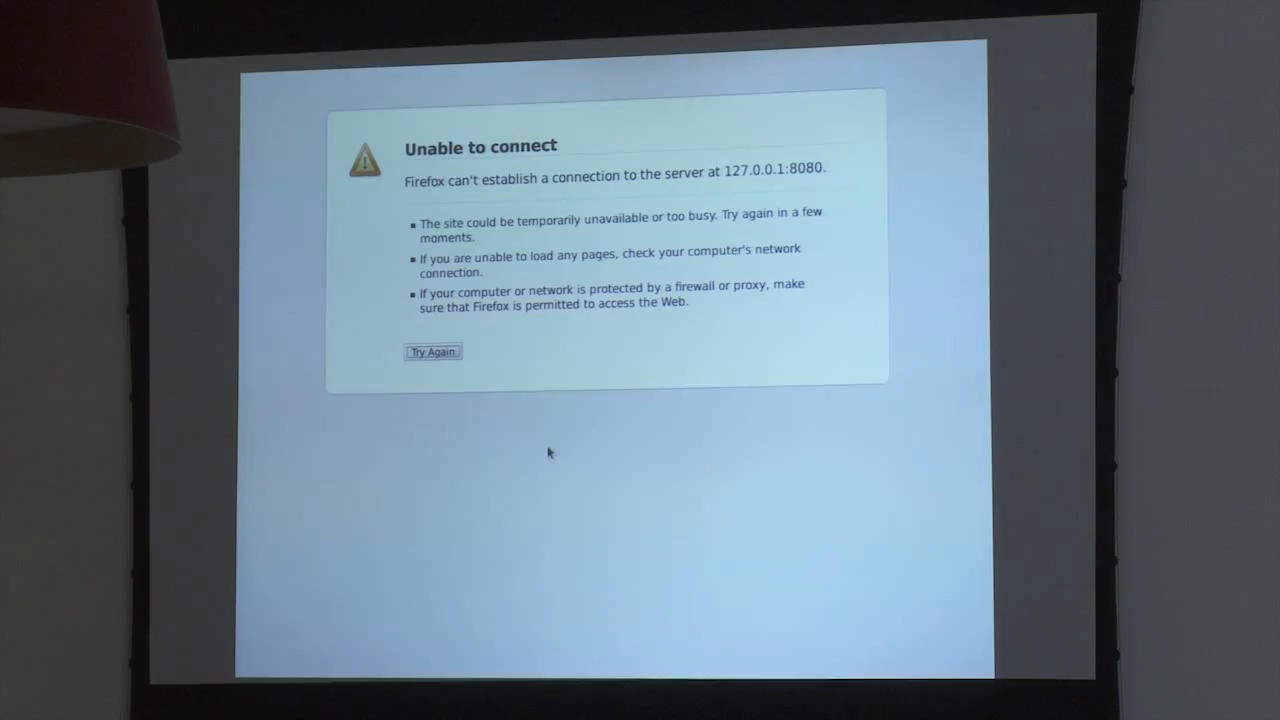 Unable to connect
Firefox can't establish a connection to the server at 127.0.0.1:8080.
▪ The site could be temporarily unavailable or too busy. Try again in a few
moments.
▪ If you are unable to load any pages, check your computer's network
connection.
▪ If your computer or network is protected by a firewall or proxy, make
sure that Firefox is permitted to access the Web.
Try Again